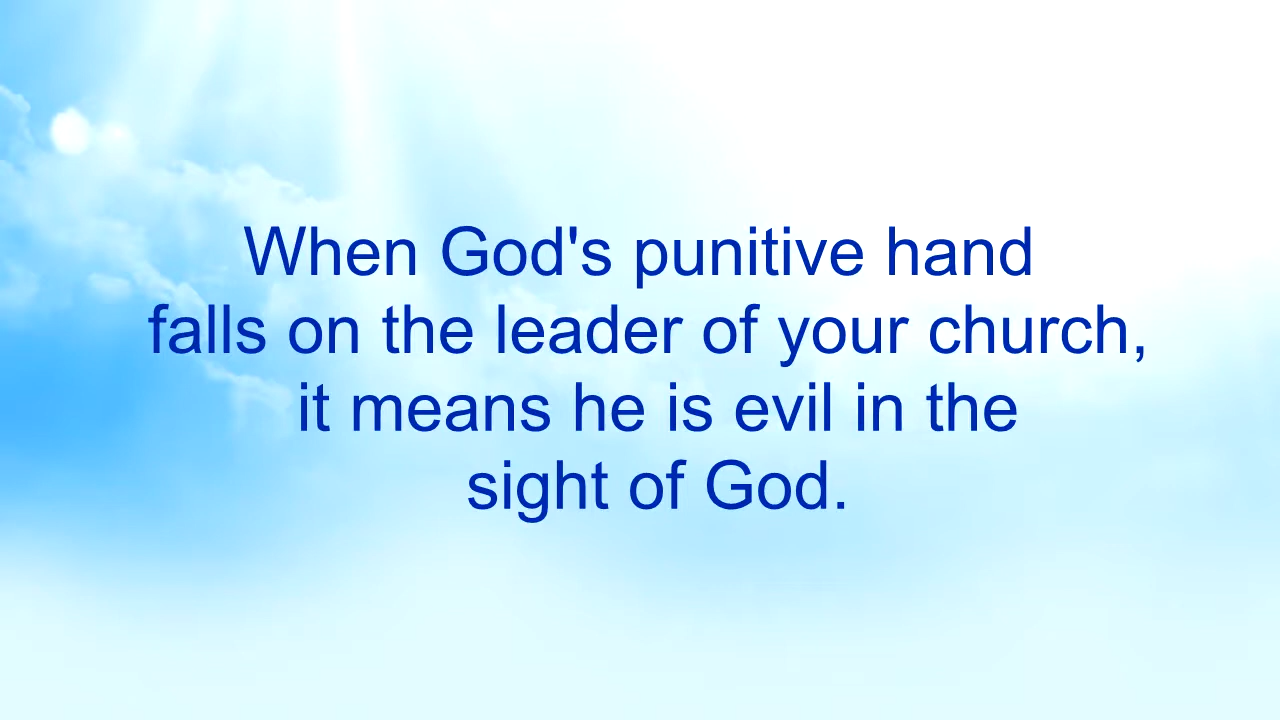 When God's punitive hand
falls on the leader of your church,
it means he is evil in the
sight of God.